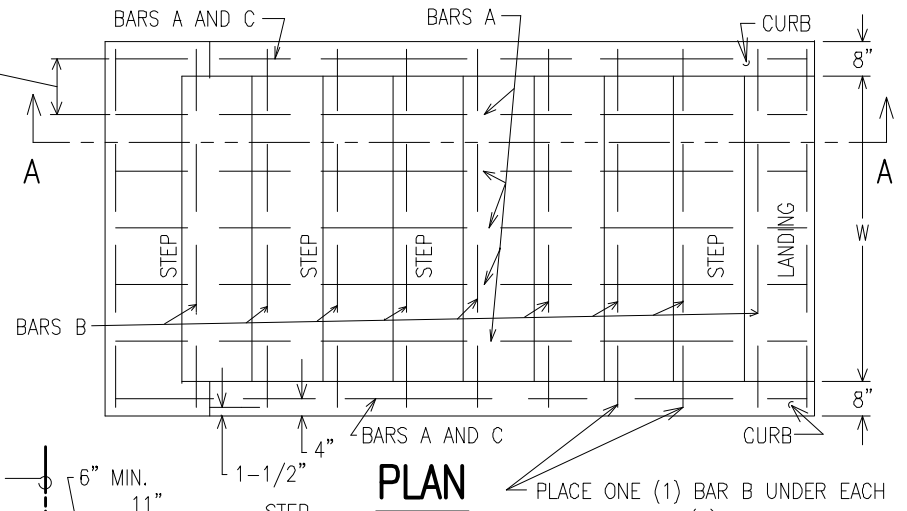 BARS A AND C
BARS A
CURB
8"
A
A
STEP
STEP
STEP
STEP
LANDING
W
BARS B
8"
4"
BARS A AND C
CURB
1-1/2"
6" MIN.
11"
PLAN
PLACE ONE (1) BAR B UNDER EACH
STEP